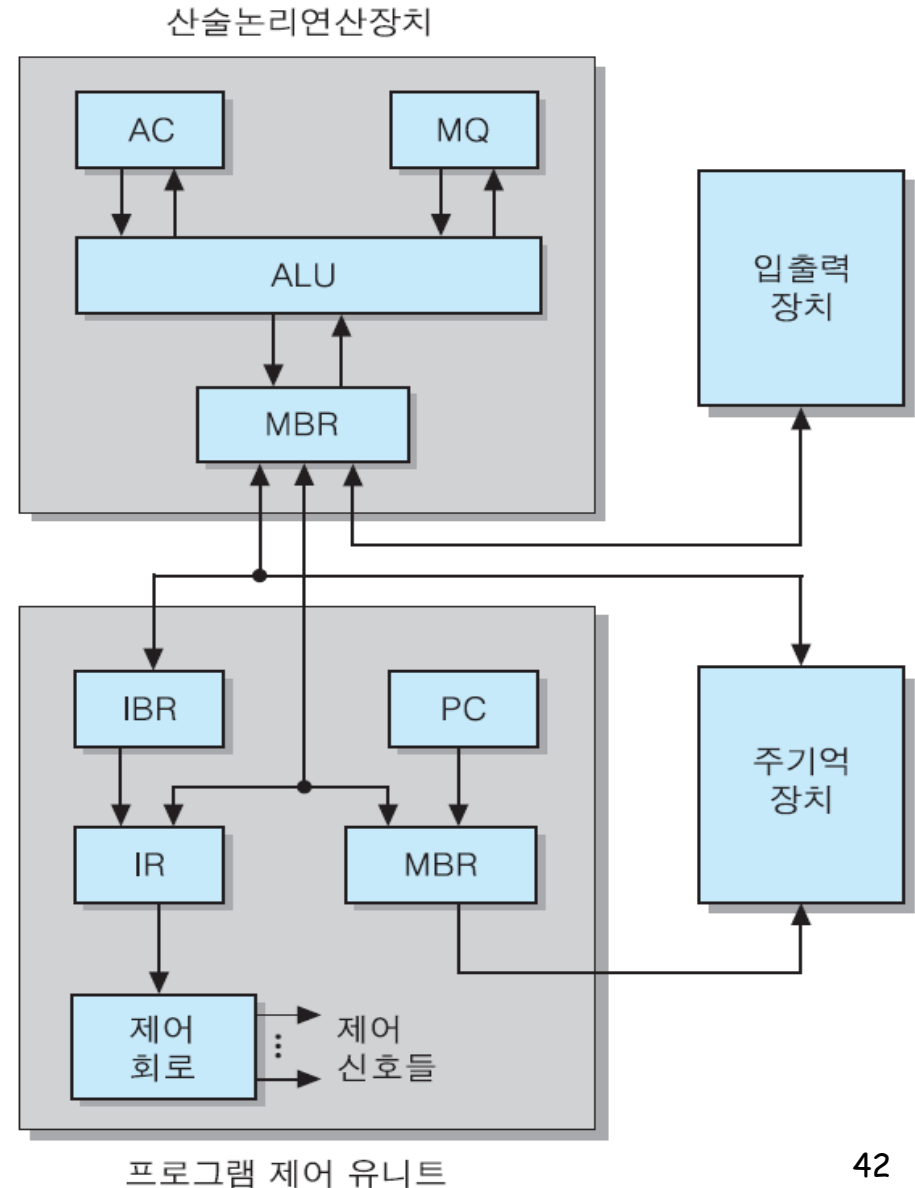 산술논리연산장치
AC
MQ
ALU
MBR
입출력
장치
IBR
PC
IR
MBR
주기억
장치
제어
회로
제어
신호들
프로그램 제어 유니트
42